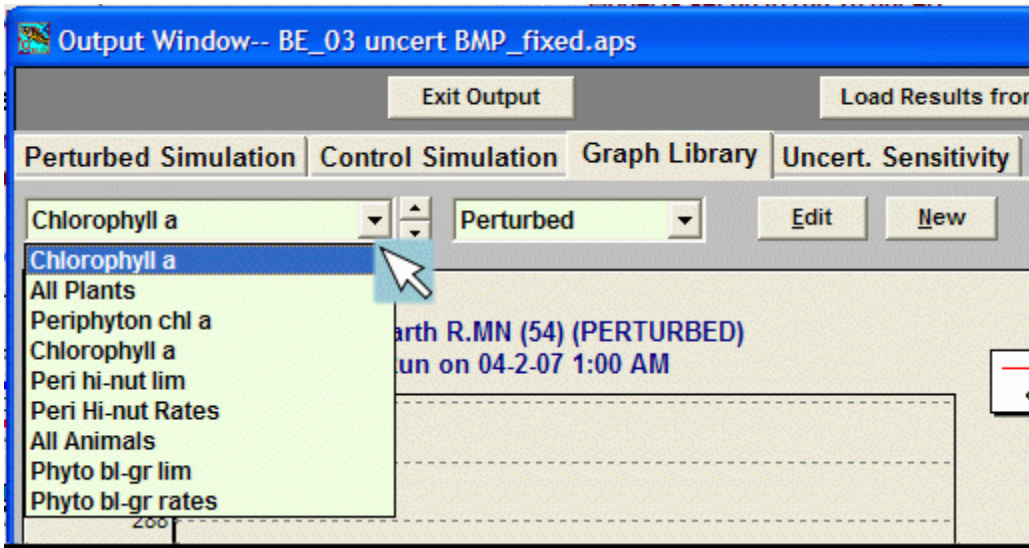 Output Window-- BE_03 uncert BMP_fixed.aps
Exit Output
Load Results from
Perturbed Simulation
Control Simulation
Graph Library
Uncert. Sensitivity
Chlorophyll a
Perturbed
Edit
New
Chlorophyll a
All Plants
Periphyton chl a
Chlorophyll a
Peri hi-nut lim
Peri Hi-nut Rates
All Animals
Phyto bl-gr lim
Phyto bl-gr rates
arth R.MN (54) (PERTURBED)
un on 04-2-07 1:00 AM
288